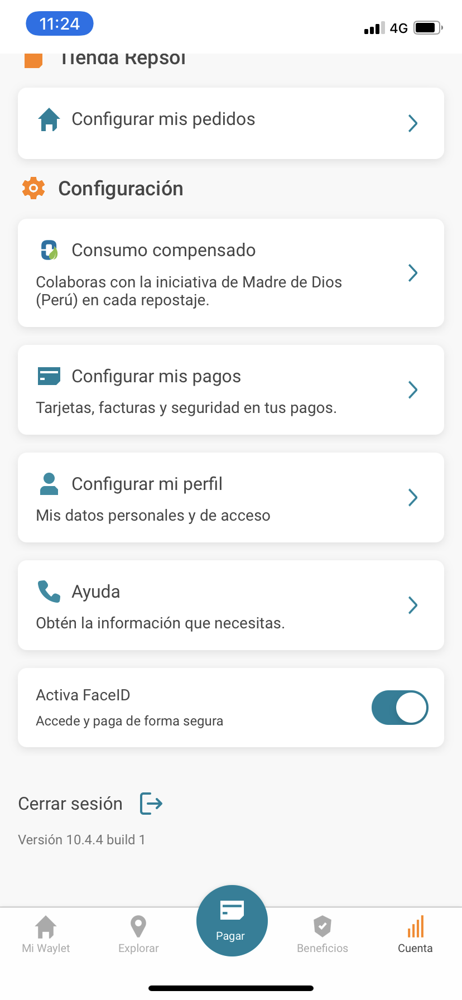 11:24
4G
Tienda Repsol
Configurar mis pedidos
Configuración
Consumo compensado
Colaboras con la iniciativa de Madre de Dios
(Perú) en cada repostaje.
Configurar mis pagos
Tarjetas, facturas y seguridad en tus pagos.
Configurar mi perfil
Mis datos personales y de acceso
Ayuda
Obtén la información que necesitas.
Activa FaceID
Accede y paga de forma segura
Cerrar sesión
Versión 10.4.4 build 1
Mi Waylet
Explorar
Pagar
Beneficios
Cuenta